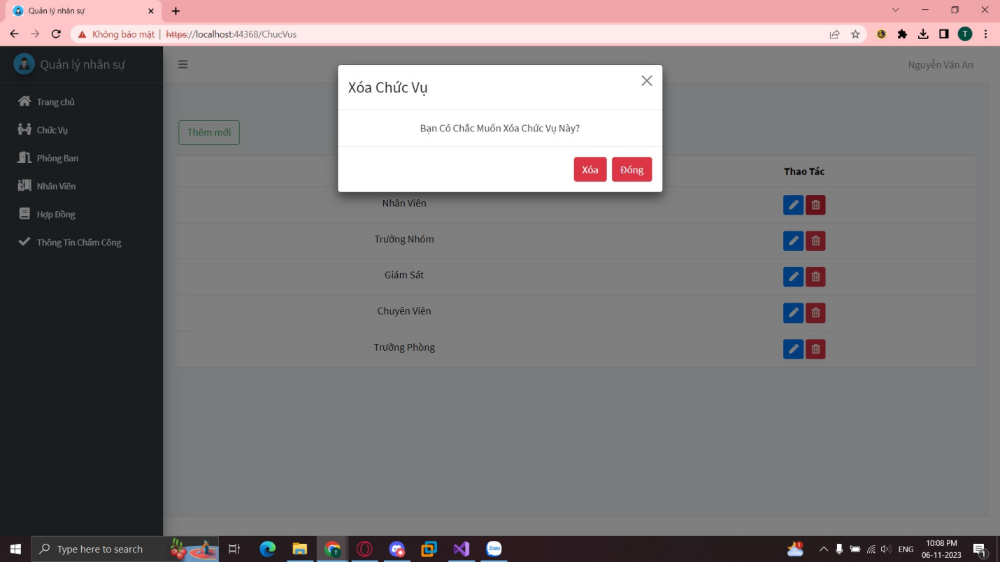 Quản lý nhân sự
Không bảo mật https://localhost:44368/ChucVus
T
Quản lý nhân sự
Nguyễn Văn An
Trang chủ
Chức Vụ
Phòng Ban
Nhân Viên
Hợp Đồng
Thông Tin Chấm Công
Xóa Chức Vụ
Bạn Có Chắc Muốn Xóa Chức Vụ Này?
Xóa Đóng
Thêm mới
Thao Tác
Nhân Viên
Trưởng Nhóm
Giám Sát
Chuyên Viên
Trưởng Phòng
Type here to search
Zalo
1
ENG
10:08 PM
06-11-2023
1